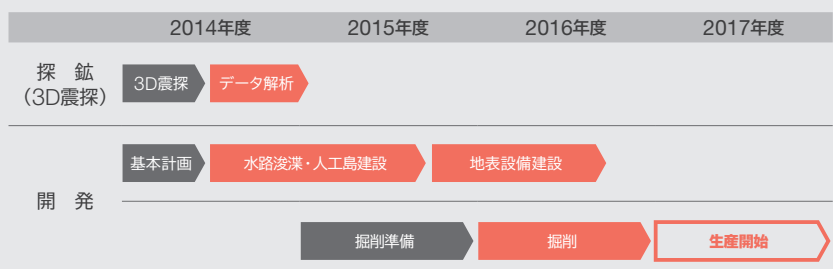 2014年度 2015年度 2016年度 2017年度
探 鉱
（3D震探）
3D震探 データ解析
基本計画 水路浚渫・人工島建設 地表設備建設
開 発
掘削準備 掘削 生産開始